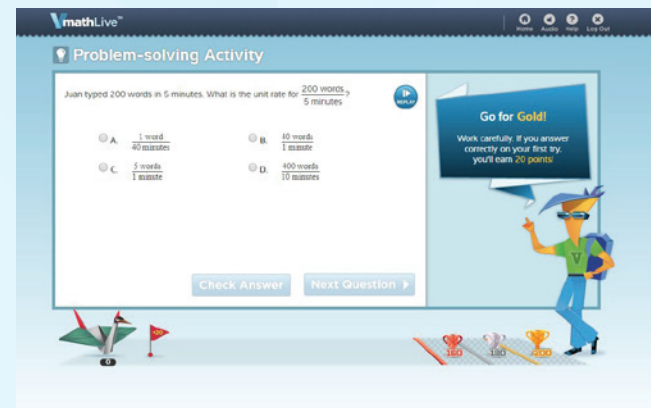 VmathLive™
Home Audio Help Log Out
Problem-solving Activity
Juan typed 200 words in 5 minutes. What is the unit rate for 200 words / 5 minutes?
REPLAY
A. 1 word / 40 minutes
B. 40 words / 1 minute
C. 5 words / 1 minute
D. 400 words / 10 minutes
Check Answer Next Question
Go for Gold!
Work carefully. If you answer
correctly on your first try,
you'll earn 20 points!
V
+20
0
160 180 400